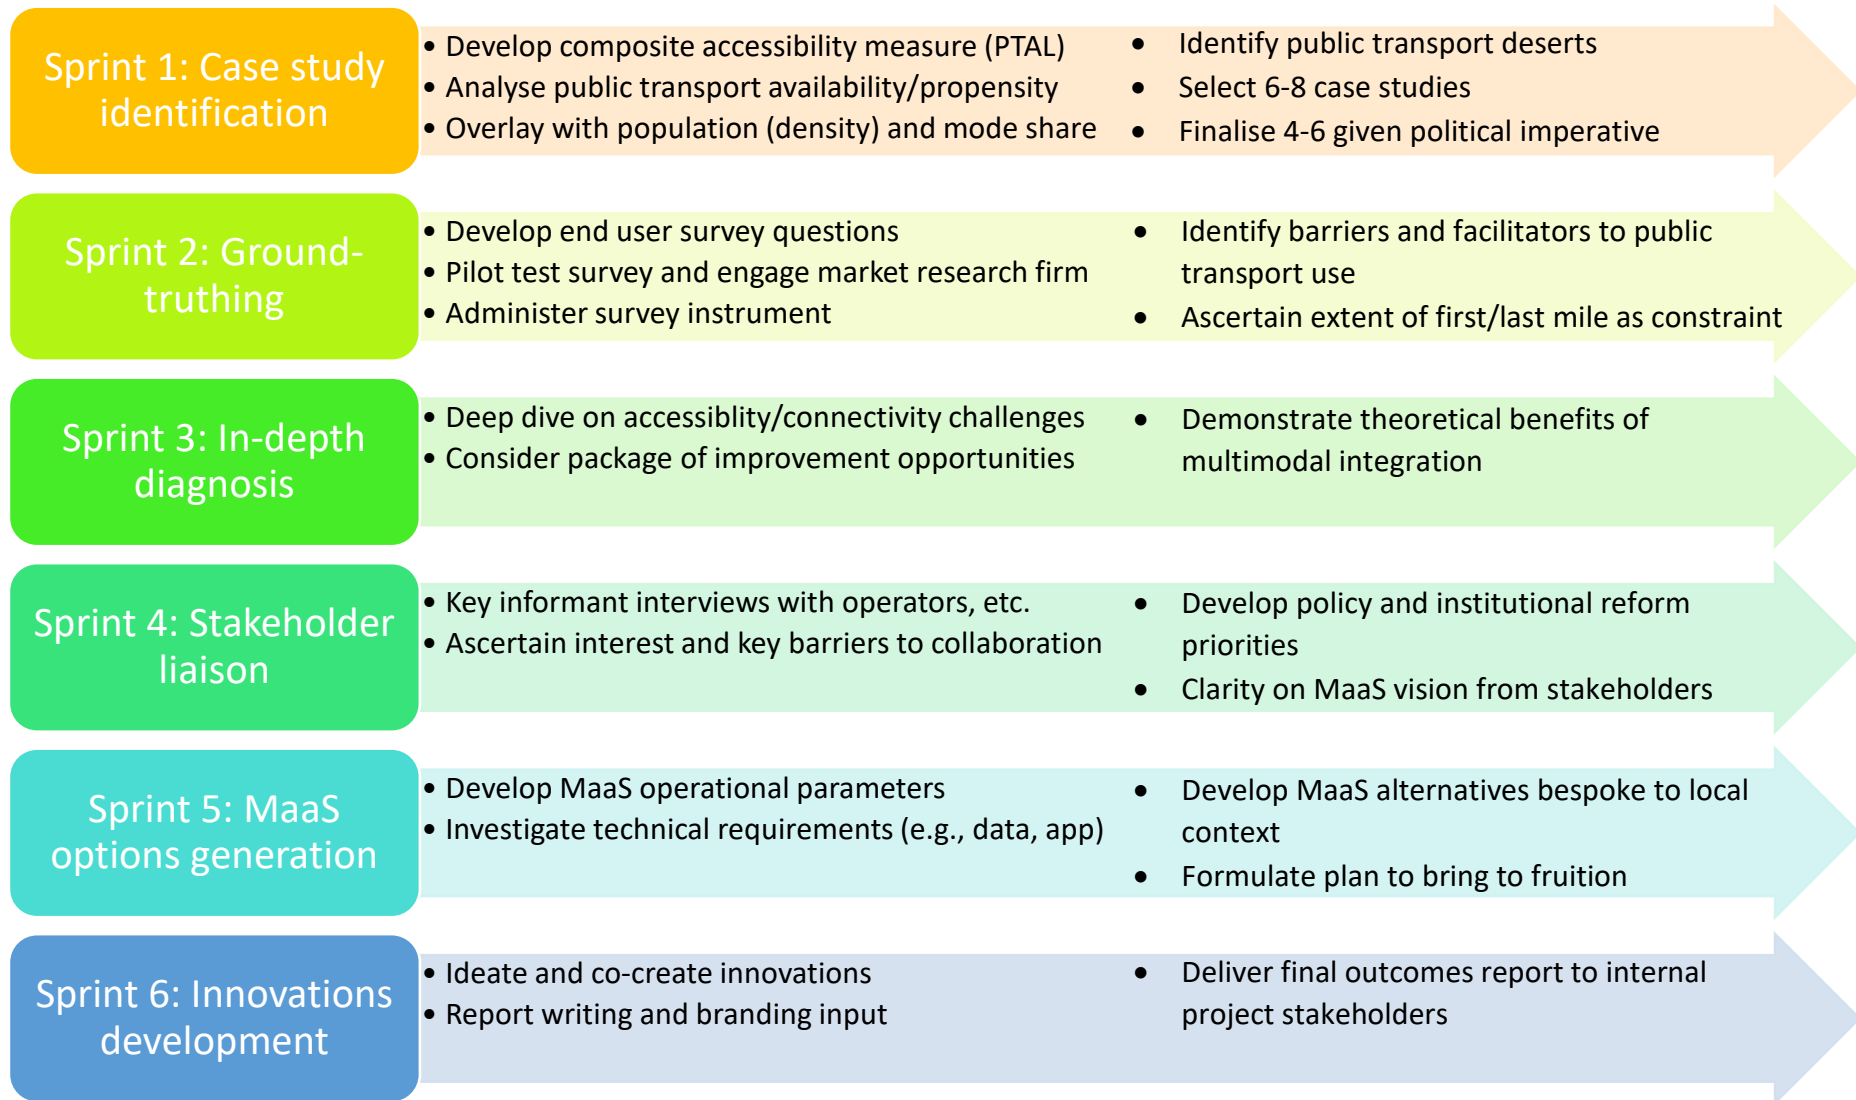 Sprint 1: Case study
identification
• Develop composite accessibility measure (PTAL)
• Analyse public transport availability/propensity
• Overlay with population (density) and mode share
• Identify public transport deserts
• Select 6-8 case studies
• Finalise 4-6 given political imperative
Sprint 2: Ground-
truthing
• Develop end user survey questions
• Pilot test survey and engage market research firm
• Administer survey instrument
• Identify barriers and facilitators to public
transport use
• Ascertain extent of first/last mile as constraint
Sprint 3: In-depth
diagnosis
• Deep dive on accessiblity/connectivity challenges
• Consider package of improvement opportunities
• Demonstrate theoretical benefits of
multimodal integration
Sprint 4: Stakeholder
liaison
• Key informant interviews with operators, etc.
• Ascertain interest and key barriers to collaboration
• Develop policy and institutional reform
priorities
• Clarity on MaaS vision from stakeholders
Sprint 5: MaaS
options generation
• Develop MaaS operational parameters
• Investigate technical requirements (e.g., data, app)
• Develop MaaS alternatives bespoke to local
context
• Formulate plan to bring to fruition
Sprint 6: Innovations
development
• Ideate and co-create innovations
• Report writing and branding input
• Deliver final outcomes report to internal
project stakeholders